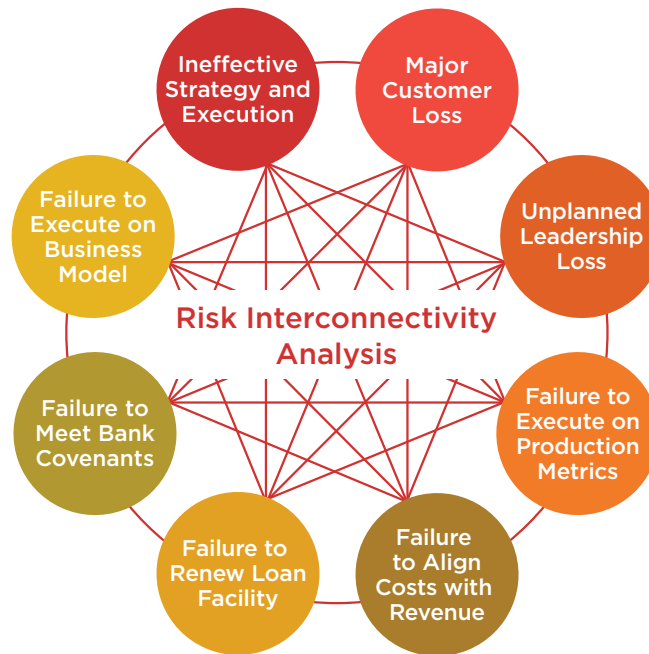 Ineffective
Strategy and
Execution
Major
Customer
Loss
Unplanned
Leadership
Loss
Failure to
Execute on
Production
Metrics
Failure
to Align
Costs with
Revenue
Failure to
Renew Loan
Facility
Failure to
Meet Bank
Covenants
Failure to
Execute on
Business
Model
Risk Interconnectivity
Analysis